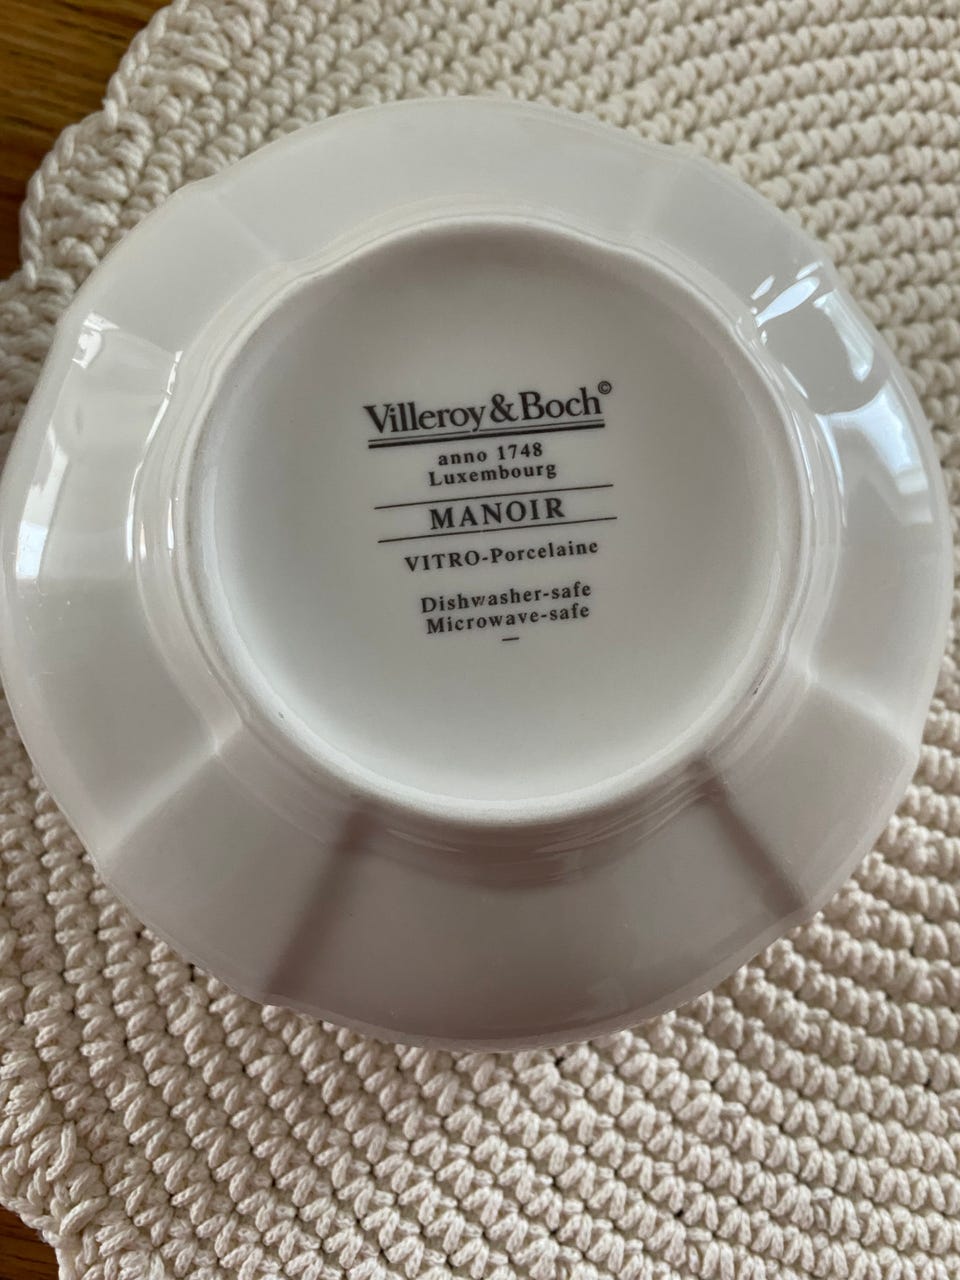 Villeroy & Boch©
anno 1748
Luxembourg
MANOIR
VITRO-Porcelaine
Dishwasher-safe
Microwave-safe